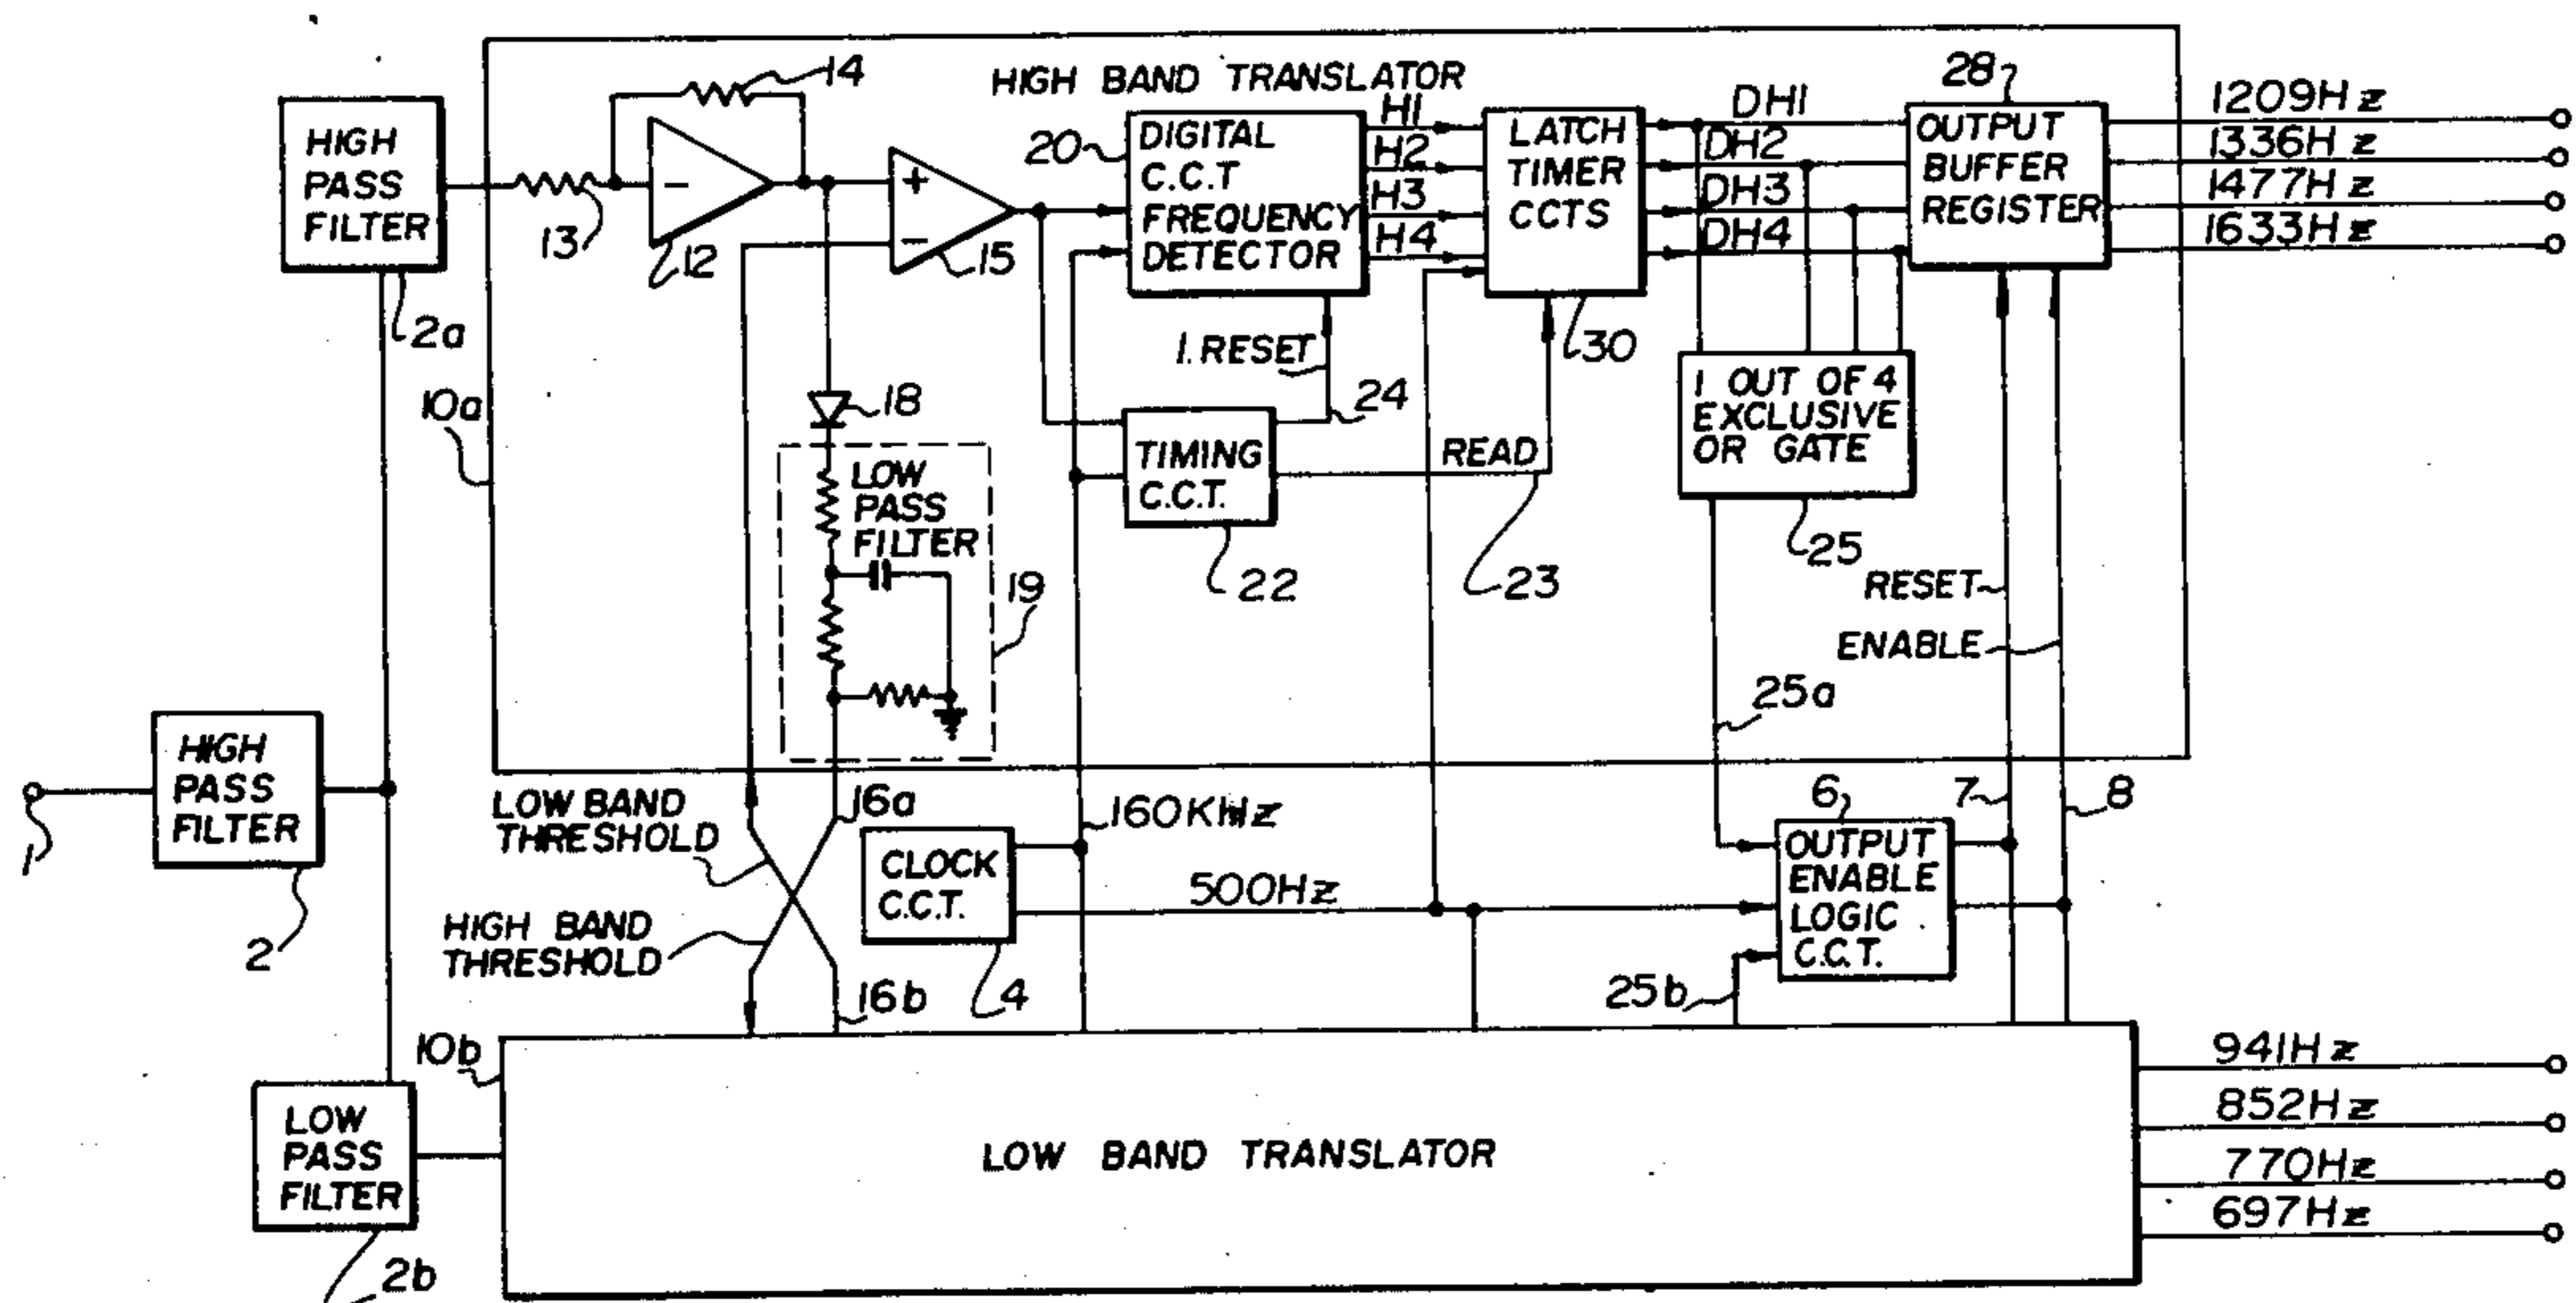 14
HIGH BAND TRANSLATOR
28
HIGH
PASS
FILTER
2a
13
-
12
+
-
15
20
DIGITAL
C.C.T
FREQUENCY
DETECTOR
H1
H2
H3
H4
LATCH
TIMER
CCTS
30
DH1
DH2
DH3
DH4
OUTPUT
BUFFER
REGISTER
1209Hz
1336Hz
1477Hz
1633Hz
10a
18
LOW
PASS
FILTER
19
1. RESET
24
TIMING
C.C.T.
22
READ
23
1 OUT OF 4
EXCLUSIVE
OR GATE
25
RESET
ENABLE
25a
1
HIGH
PASS
FILTER
2
LOW BAND
THRESHOLD
16a
HIGH BAND
THRESHOLD
16b
CLOCK
C.C.T.
4
160KHz
500Hz
6
7
8
OUTPUT
ENABLE
LOGIC
C.C.T.
25b
10b
LOW
PASS
FILTER
2b
LOW BAND TRANSLATOR
941Hz
852Hz
770Hz
697Hz